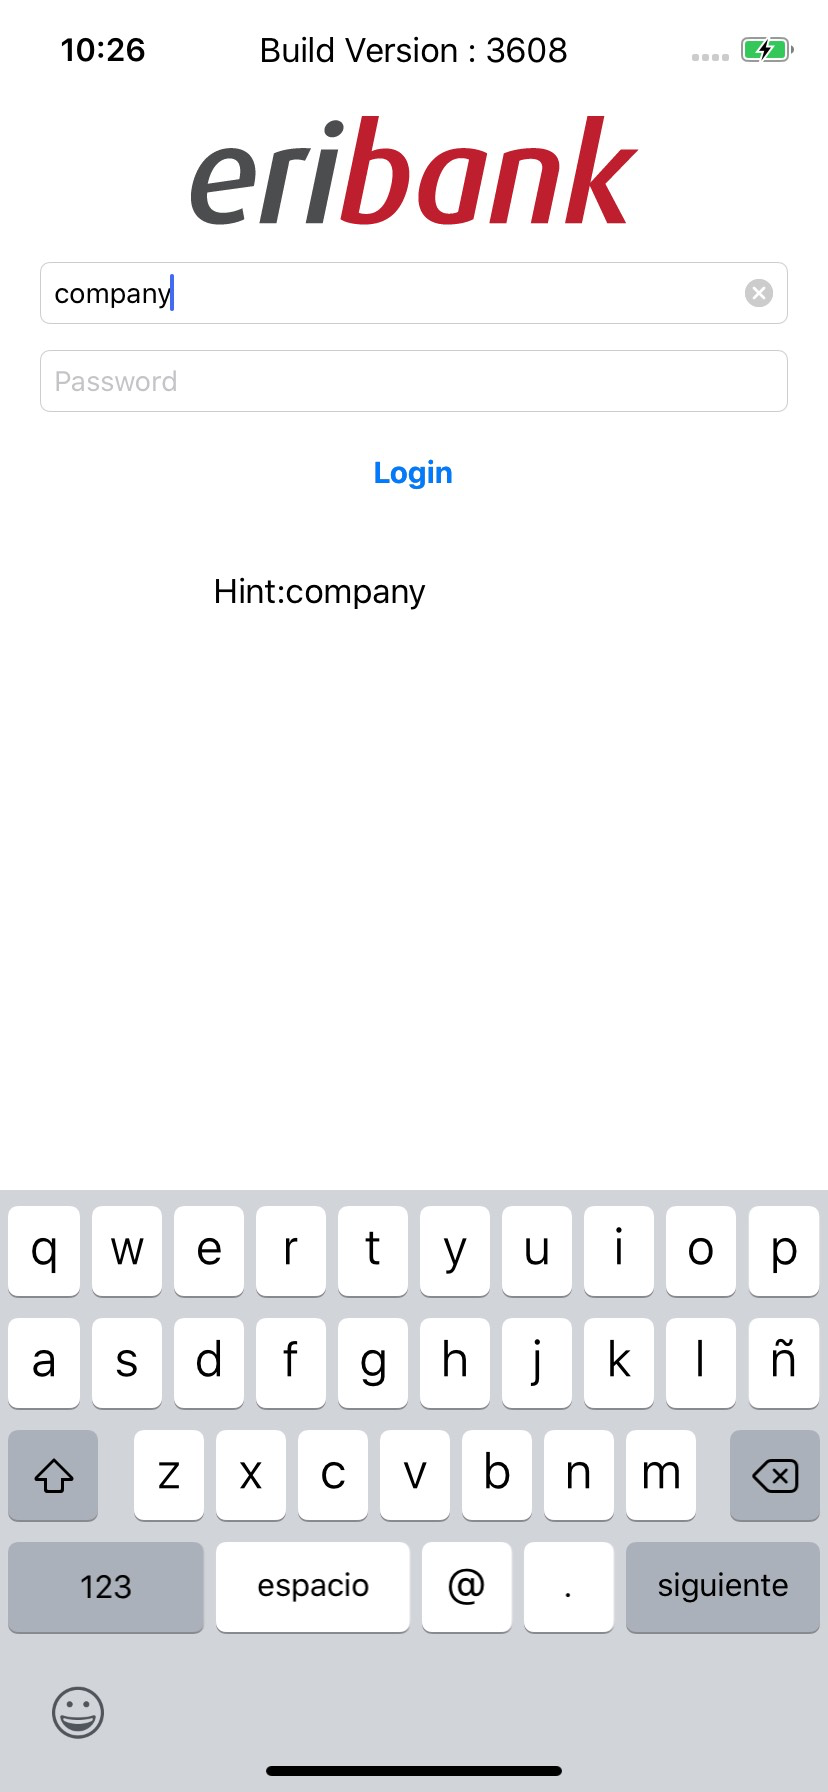 10:26 Build Version : 3608
eribank
company
Password
Login
Hint:company
q w e r t y u i o p
a s d f g h j k l ñ
z x c v b n m
123 espacio @ . siguiente